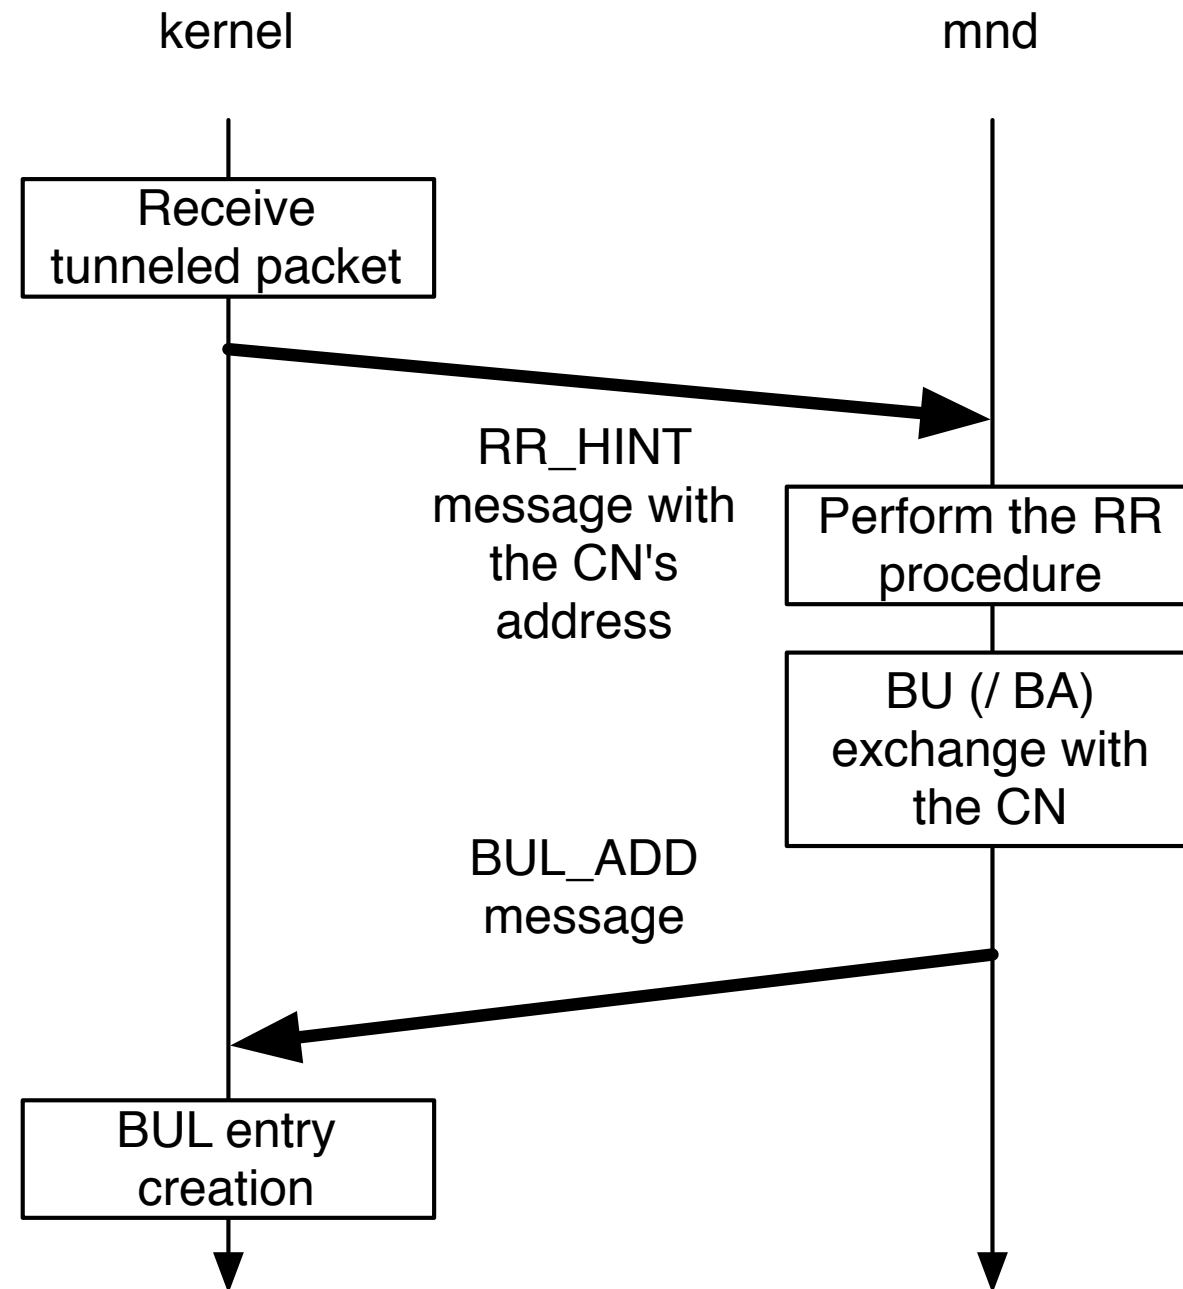 kernel
mnd
Receive
tunneled packet
RR_HINT
message with
the CN's
address
Perform the RR
procedure
BU (/ BA)
exchange with
the CN
BUL_ADD
message
BUL entry
creation